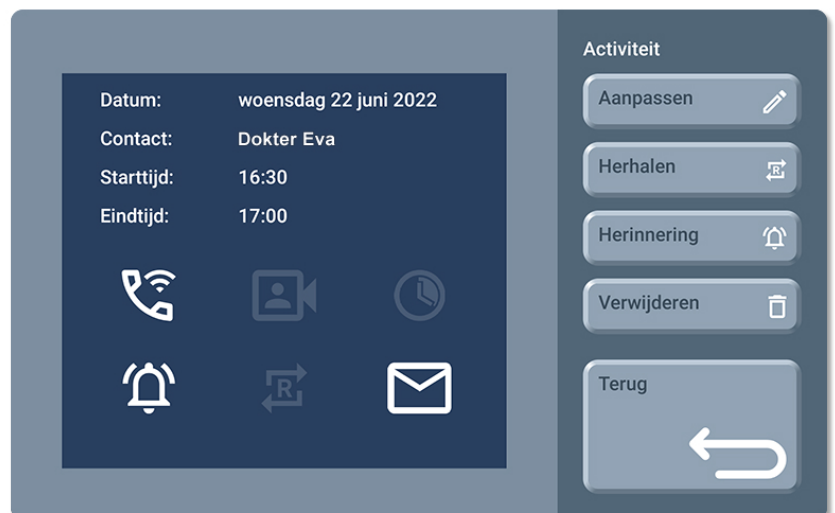 Activiteit
Datum: woensdag 22 juni 2022
Contact: Dokter Eva
Starttijd: 16:30
Eindtijd: 17:00
R
Aanpassen
Herhalen R
Herinnering
Verwijderen
Terug